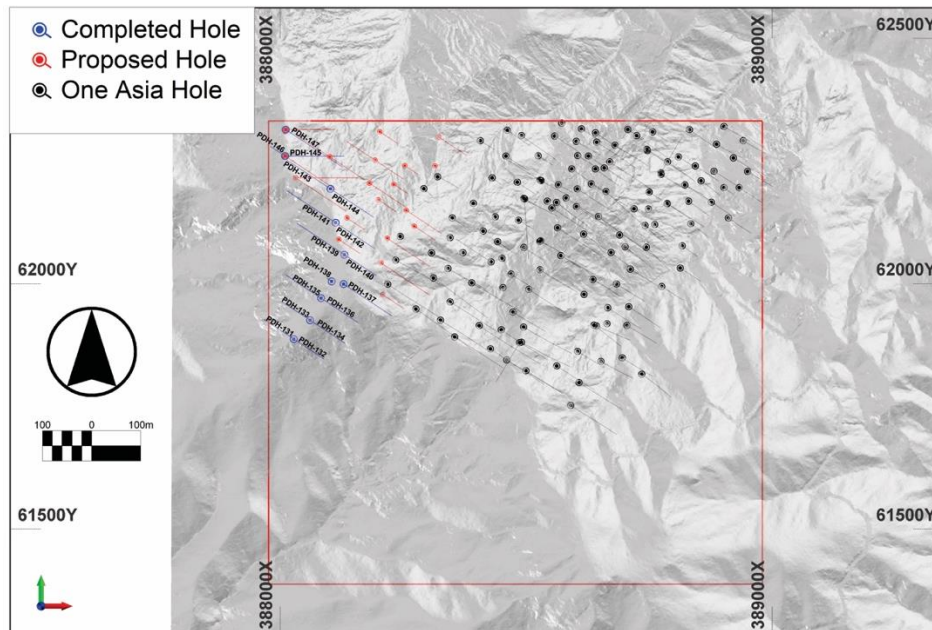 Completed Hole
Proposed Hole
One Asia Hole
388000X
389000X
62500Y
62500Y
PDH-147
PDH-146
PDH-145
PDH-143
PDH-144
PDH-141
PDH-142
PDH-139
PDH-140
62000Y
62000Y
PDH-138
PDH-137
PDH-135
PDH-136
PDH-133
PDH-134
PDH-131
PDH-132
100 0 100m
61500Y
61500Y
388000X
389000X